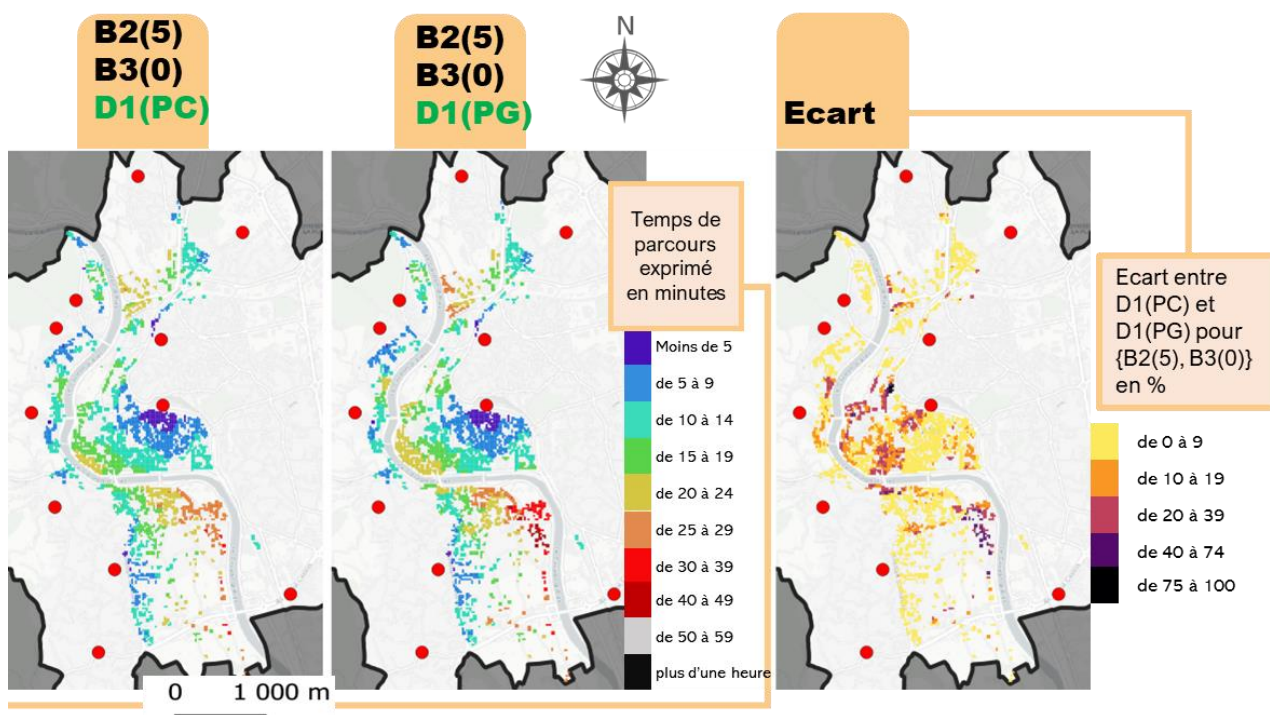 B2(5)
B3(0)
D1(PC)
B2(5)
B3(0)
D1(PG)
N
Ecart
Temps de
parcours
exprimé
en minutes
Moins de 5
de 5 à 9
de 10 à 14
de 15 à 19
de 20 à 24
de 25 à 29
de 30 à 39
de 40 à 49
de 50 à 59
plus d'une heure
Ecart entre
D1(PC) et
D1(PG) pour
{B2(5), B3(0)}
en %
de 0 à 9
de 10 à 19
de 20 à 39
de 40 à 74
de 75 à 100
0 1 000 m